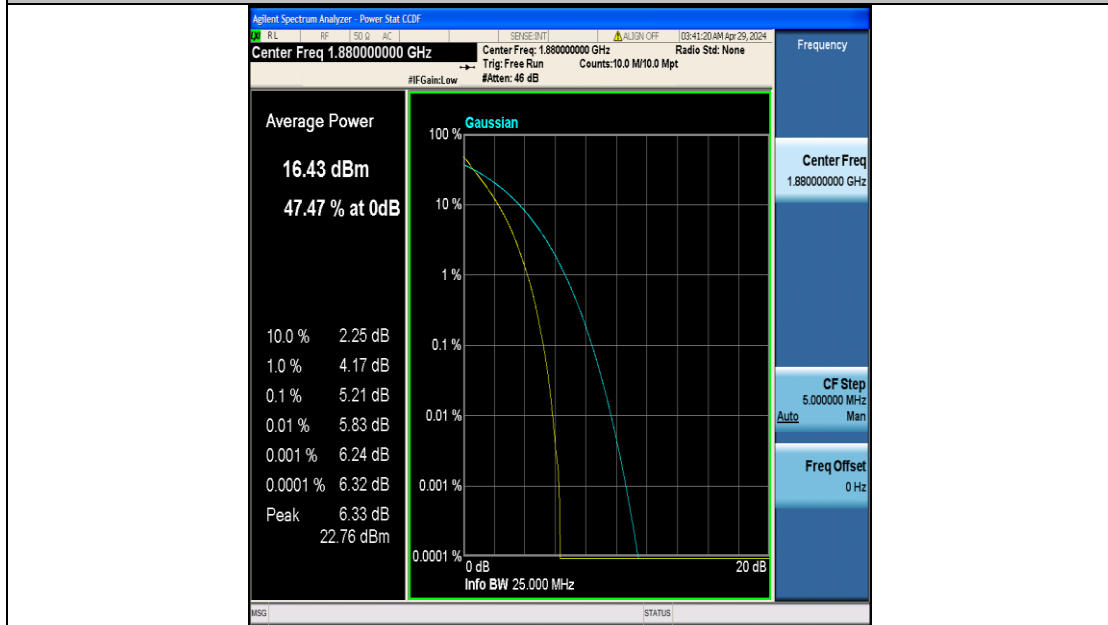 Agilent Spectrum Analyzer - Power Stat CCDF
RL RF 50 Ω AC SENSE:INT ALIGN OFF 03:41:20 AM Apr 29, 2024
Center Freq 1.880000000 GHz
Center Freq: 1.880000000 GHz Radio Std: None
Trig: Free Run Counts:10.0 M/10.0 Mpt
#IFGain:Low #Atten: 46 dB
Frequency
Average Power
16.43 dBm
47.47 % at 0dB
10.0 % 2.25 dB
1.0 % 4.17 dB
0.1 % 5.21 dB
0.01 % 5.83 dB
0.001 % 6.24 dB
0.0001 % 6.32 dB
Peak 6.33 dB
22.76 dBm
Gaussian
100 %
10 %
1 %
0.1 %
0.01 %
0.001 %
0.0001 %
0 dB 20 dB
Info BW 25.000 MHz
Center Freq
1.880000000 GHz
CF Step
5.000000 MHz
Auto Man
Freq Offset
0 Hz
MSG STATUS